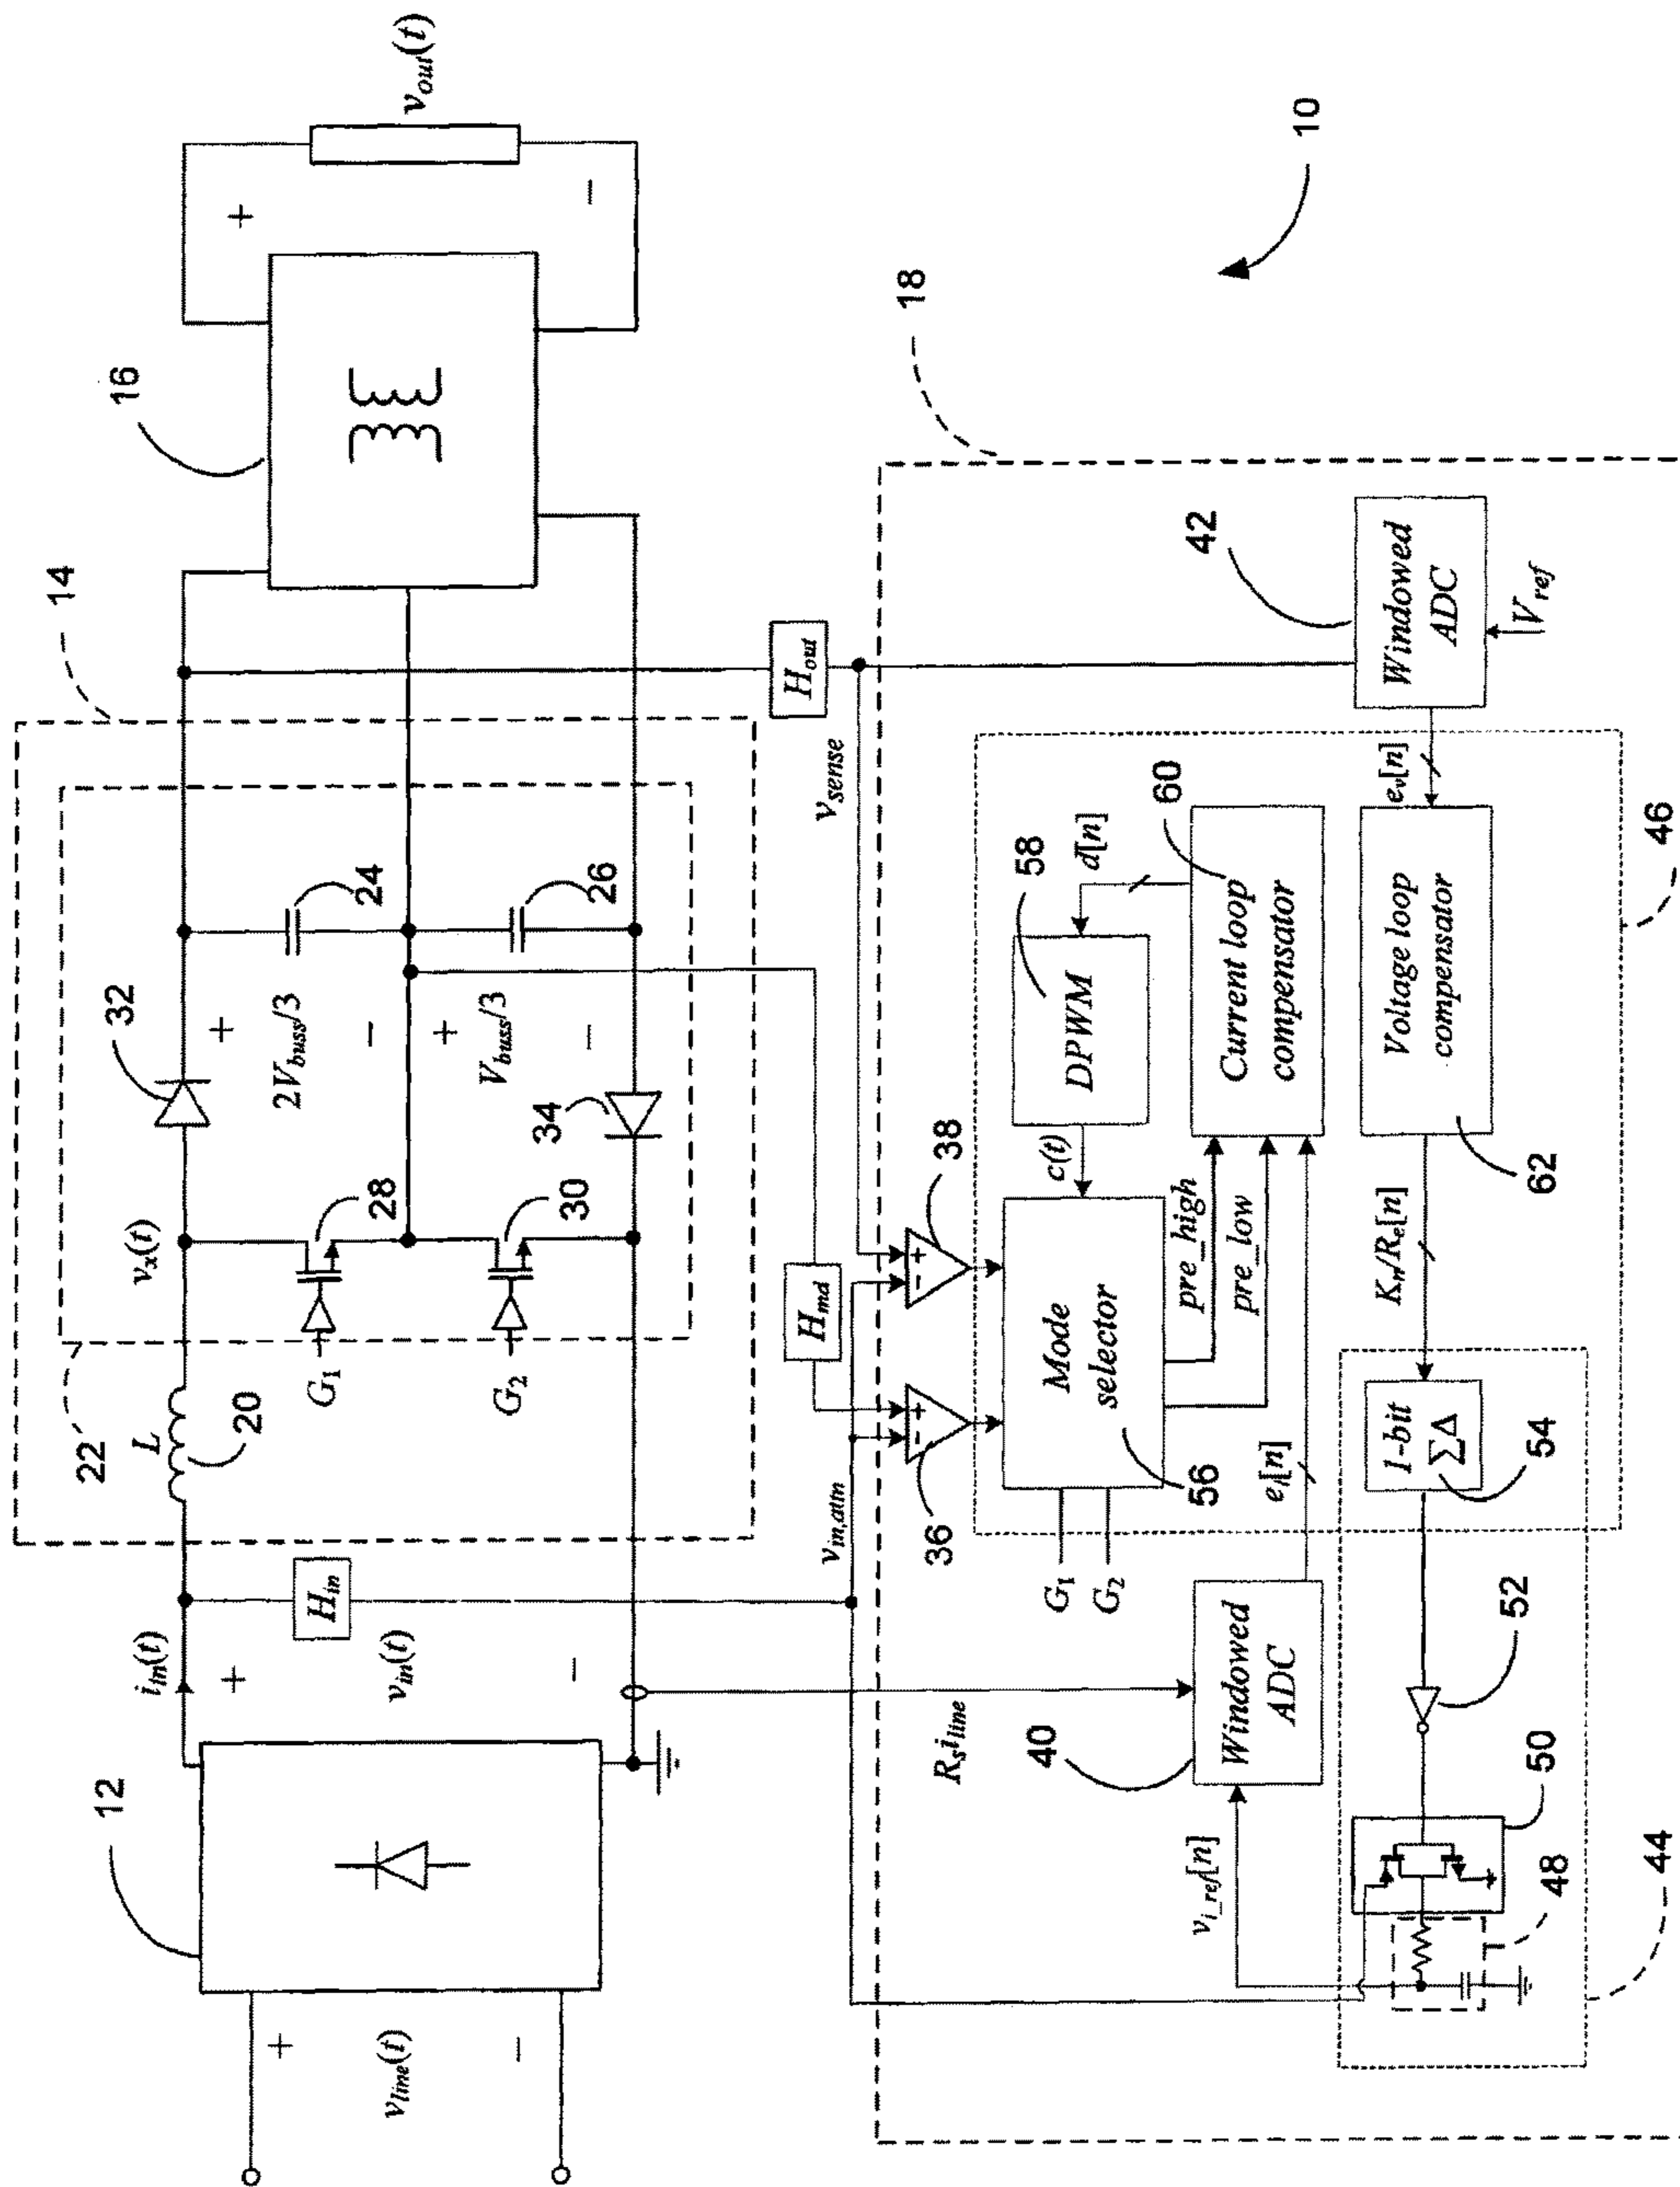 12
14
16
v_line(t)
+
−
i_in(t)
+
v_in(t)
−
H_in
22
L
20
v_x(t)
G_1
28
G_2
30
32
34
+
2V_buss/3
−
+
V_buss/3
−
24
26
+
−
v_out(t)
H_md
H_out
v_sense
v_in,attn
R_s i_line
18
10
36
38
+
-
+
-
40
Windowed
ADC
v_i_ref[n]
e_i[n]
G_1
G_2
Mode
selector
56
c(t)
DPWM
58
d[n]
60
Current loop
compensator
pre_high
pre_low
42
Windowed
ADC
V_ref
e_v[n]
Voltage loop
compensator
62
K_n/R_e[n]
46
1-bit
ΣΔ
54
52
50
48
44